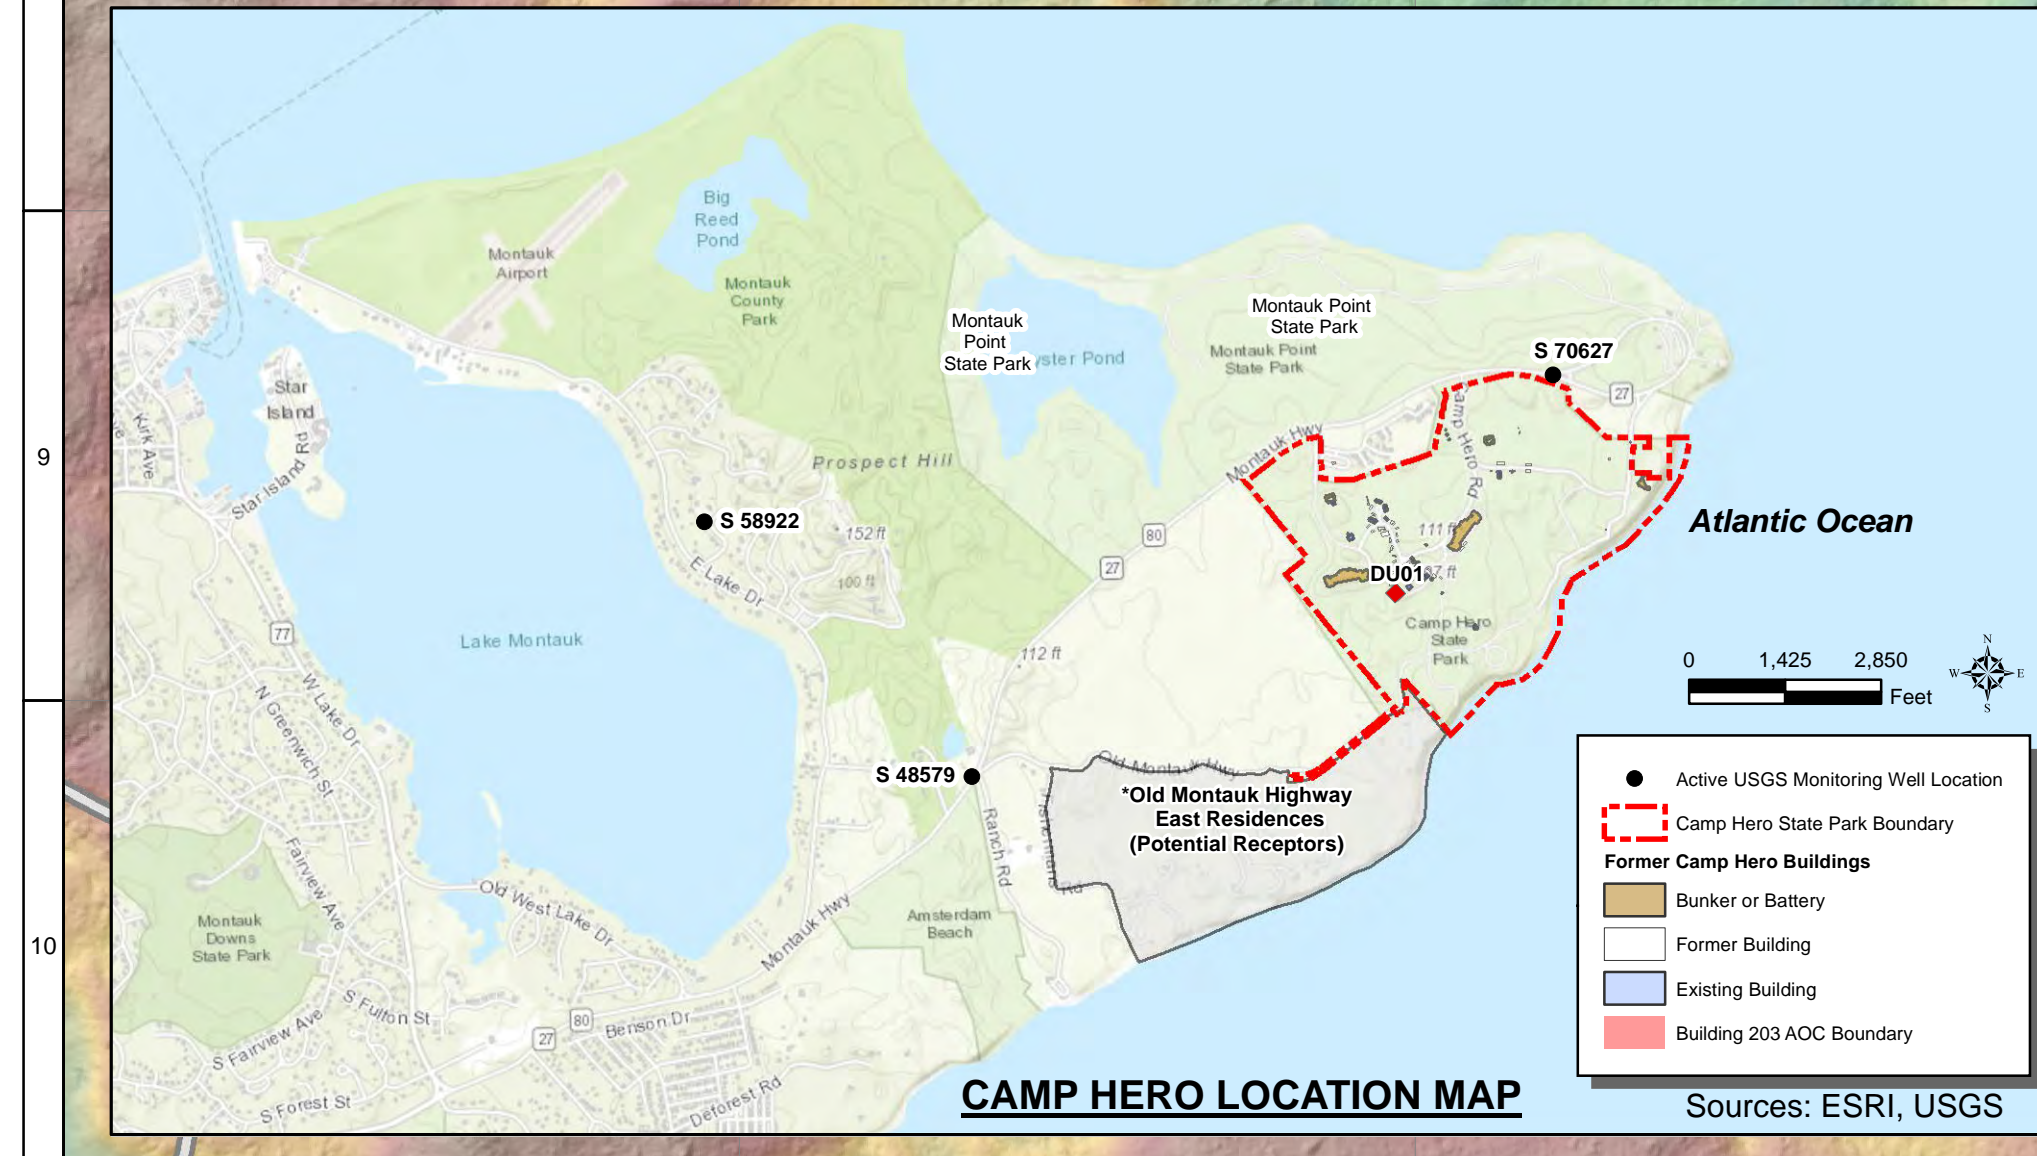 Big
Reed
Pond
Montauk
Airport
Montauk
County
Park
Montauk
Point
State Park
yster Pond
Montauk Point
State Park
Montauk Point
State Park
S 70627
27
Star
Island
Kirk Ave
Star Island Rd
Prospect Hill
Montauk Hwy
Camp Hero Rd
9
S 58922
152 ft
100 ft
E Lake Dr
80
27
111 ft
DU01
Atlantic Ocean
Camp Hero
State
Park
77
Lake Montauk
112 ft
0 1,425 2,850
Feet
N
W E
S
W Lake Dr
N Greenwich St
S 48579
Old Montauk Hwy
*Old Montauk Highway
East Residences
(Potential Receptors)
Ranch Rd
Fairview Ave
Old West Lake Dr
Montauk Hwy
Amsterdam
Beach
Montauk
Downs
State Park
10
S Fulton St
S Fairview Ave
80
27
Benson Dr
S Forest St
Deforest Rd
Active USGS Monitoring Well Location
Camp Hero State Park Boundary
Former Camp Hero Buildings
Bunker or Battery
Former Building
Existing Building
Building 203 AOC Boundary
CAMP HERO LOCATION MAP
Sources: ESRI, USGS